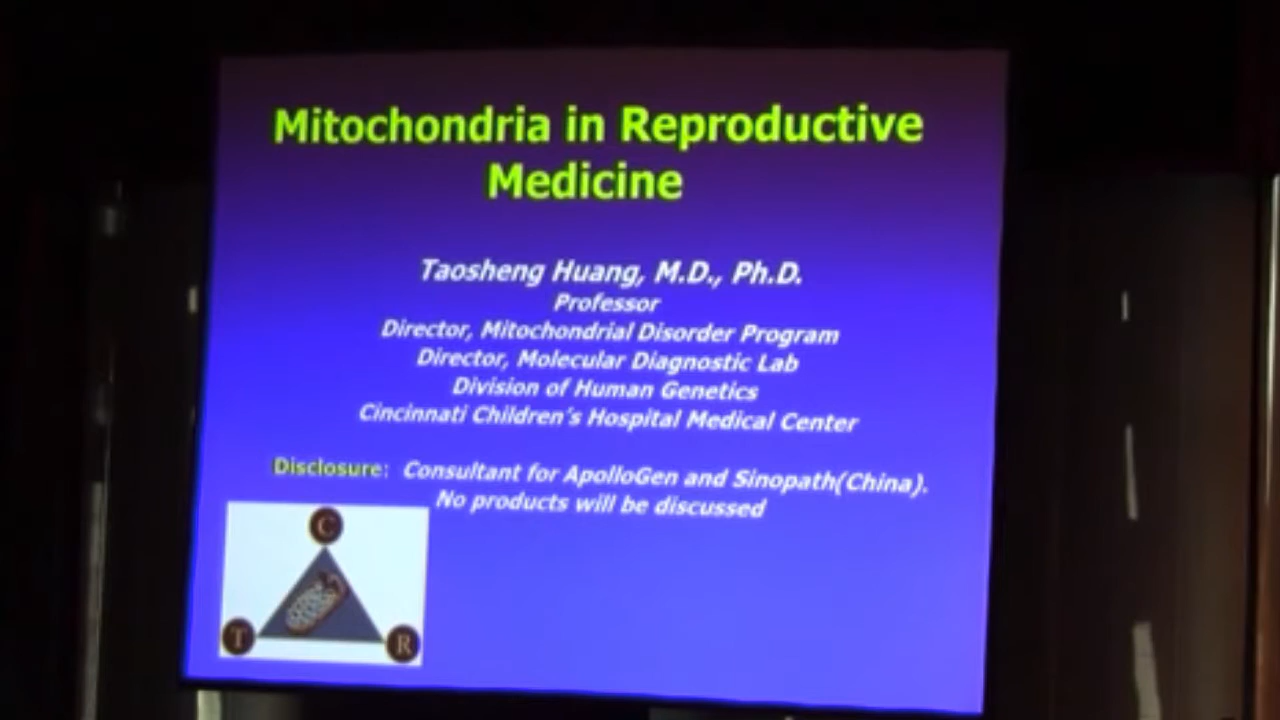 Mitochondria in Reproductive
Medicine
Taosheng Huang, M.D., Ph.D.
Professor
Director, Mitochondrial Disorder Program
Director, Molecular Diagnostic Lab
Division of Human Genetics
Cincinnati Children's Hospital Medical Center
Disclosure: Consultant for ApolloGen and Sinopath(China).
No products will be discussed
C
T R